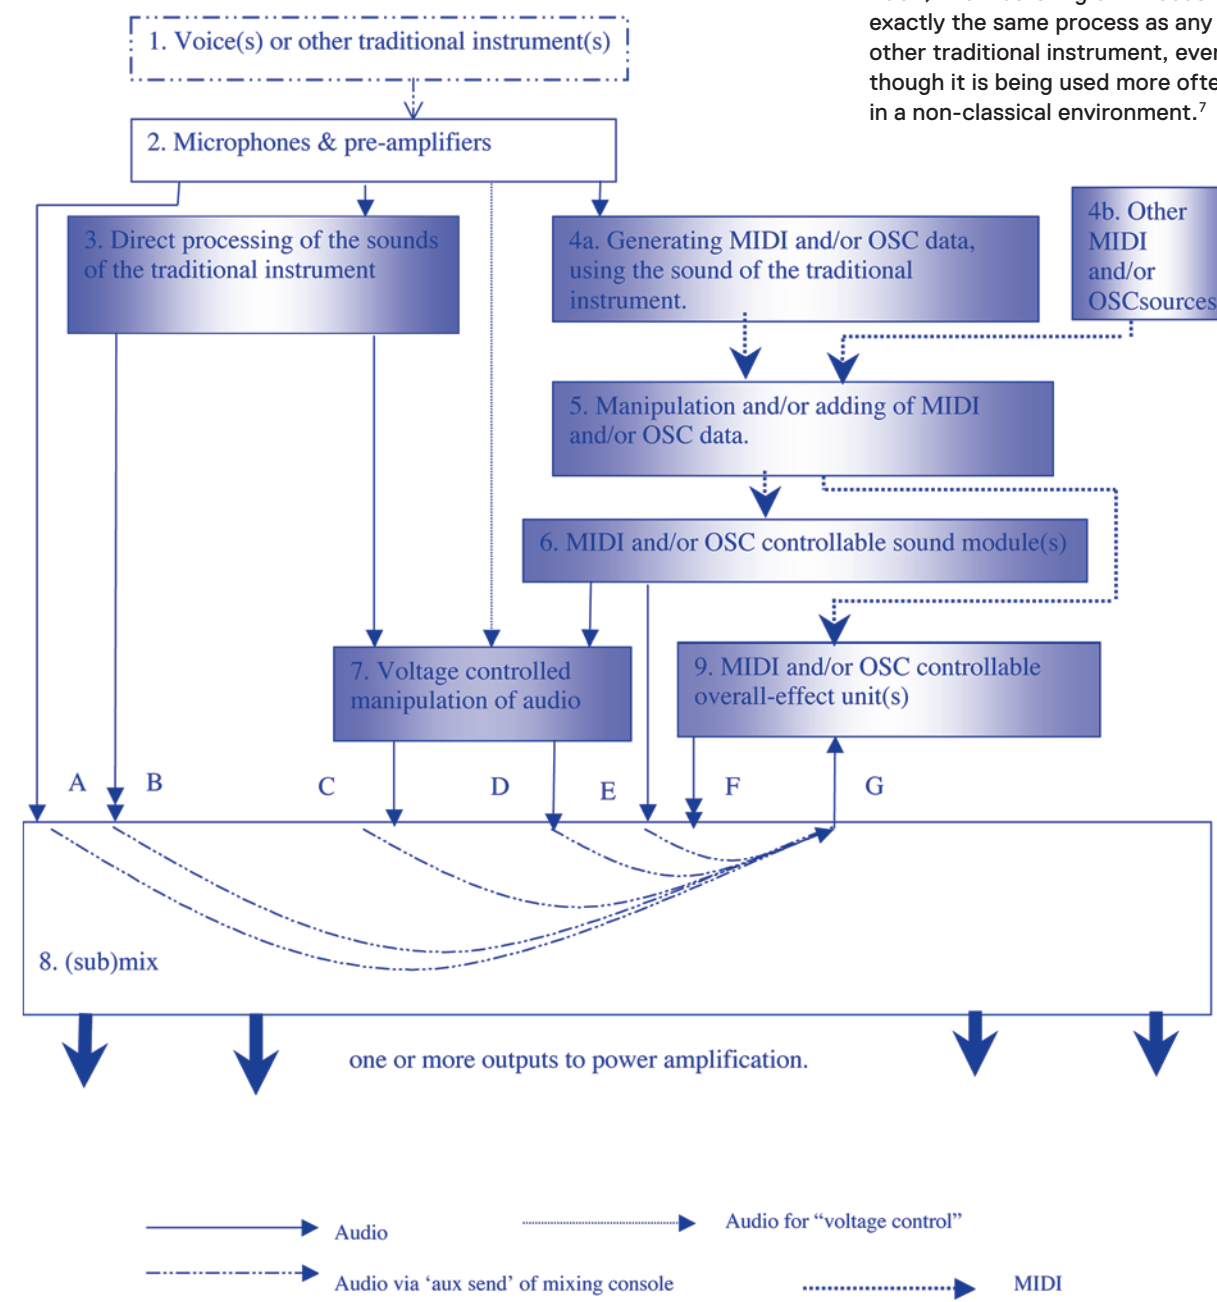 exactly the same process as any
other traditional instrument, even
though it is being used more
in a non-classical environment.7
1. Voice(s) or other traditional instrument(s)
2. Microphones & pre-amplifiers
3. Direct processing of the sounds
of the traditional instrument
4a. Generating MIDI and/or OSC data,
using the sound of the traditional
instrument.
4b. Other
MIDI
and/or
OSCsources
5. Manipulation and/or adding of MIDI
and/or OSC data.
6. MIDI and/or OSC controllable sound module(s)
7. Voltage controlled
manipulation of audio
9. MIDI and/or OSC controllable
overall-effect unit(s)
A
B
C
D
E
F
G
8. (sub)mix
one or more outputs to power amplification.
Audio
Audio for “voltage control”
Audio via ‘aux send’ of mixing console
MIDI